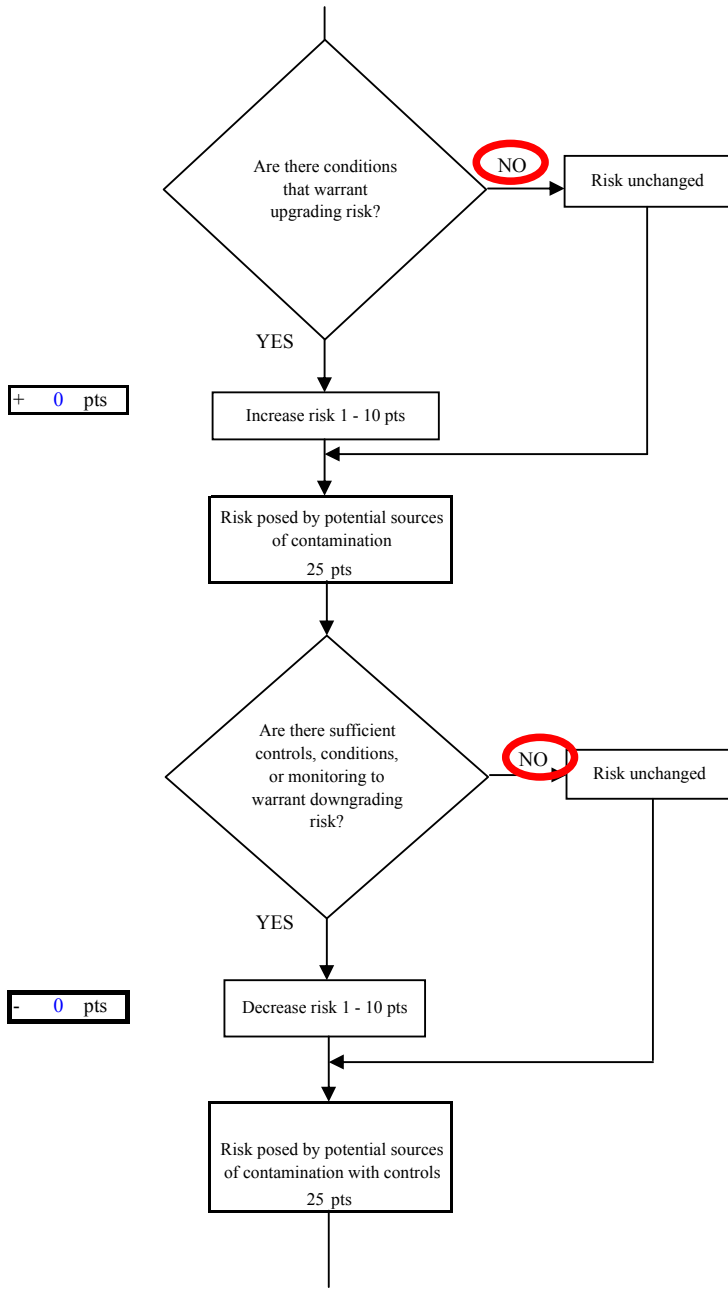 Are there conditions
that warrant
upgrading risk?
NO
Risk unchanged
YES
+ 0 pts
Increase risk 1 - 10 pts
Risk posed by potential sources
of contamination
25 pts
Are there sufficient
controls, conditions,
or monitoring to
warrant downgrading
risk?
NO
Risk unchanged
YES
- 0 pts
Decrease risk 1 - 10 pts
Risk posed by potential sources
of contamination with controls
25 pts